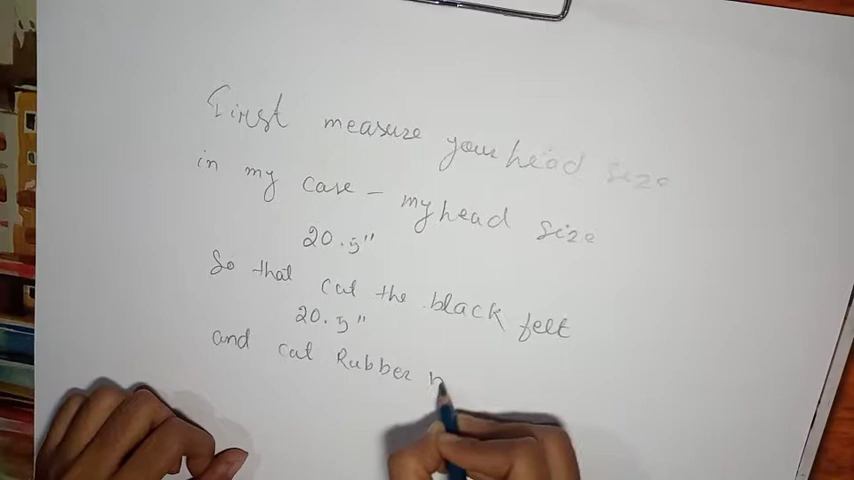 First measure your head size
in my case - my head size
20.5"
So that cut the black felt
20.5"
and cut Rubber